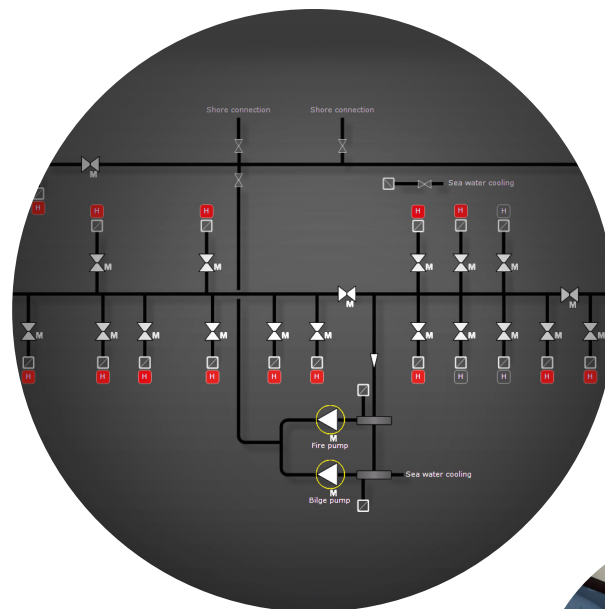 Shore connection Shore connection
M
Sea water cooling
H H H H H H
M M M M M
M M
M M M M M M M M M M M
H H H H H H H H H H H
M
Fire pump
Sea water cooling
M
Bilge pump